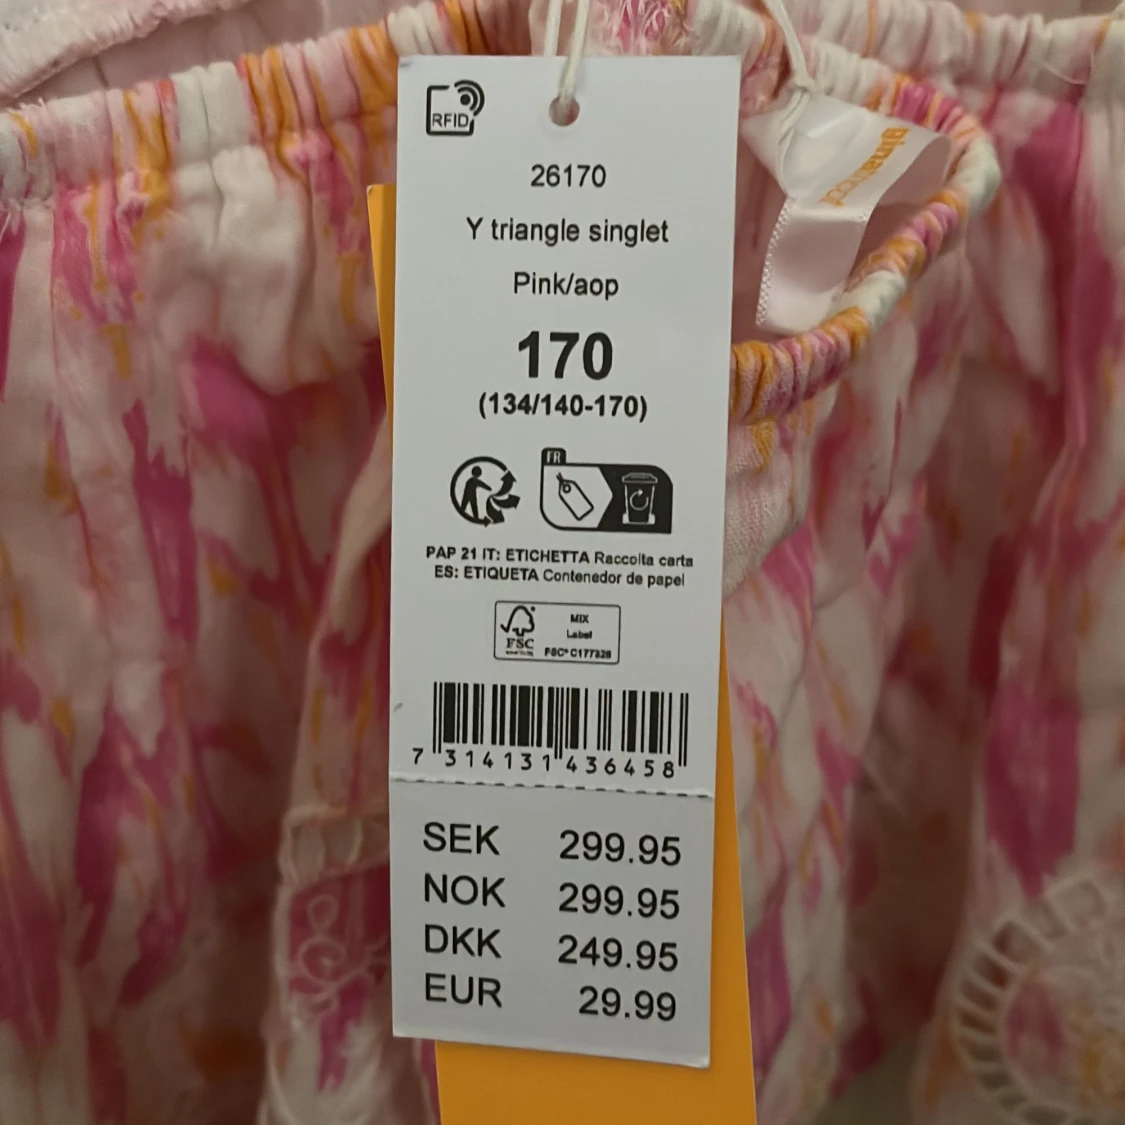 RFID
26170
ginatricot
Y triangle singlet
Pink/aop
170
(134/140-170)
FR
PAP 21 IT: ETICHETTA Raccolta carta
ES: ETIQUETA Contenedor de papel
MIX
Label
FSC
FSC® C177328
7 314131 436458
SEK 299.95
NOK 299.95
DKK 249.95
EUR 29.99